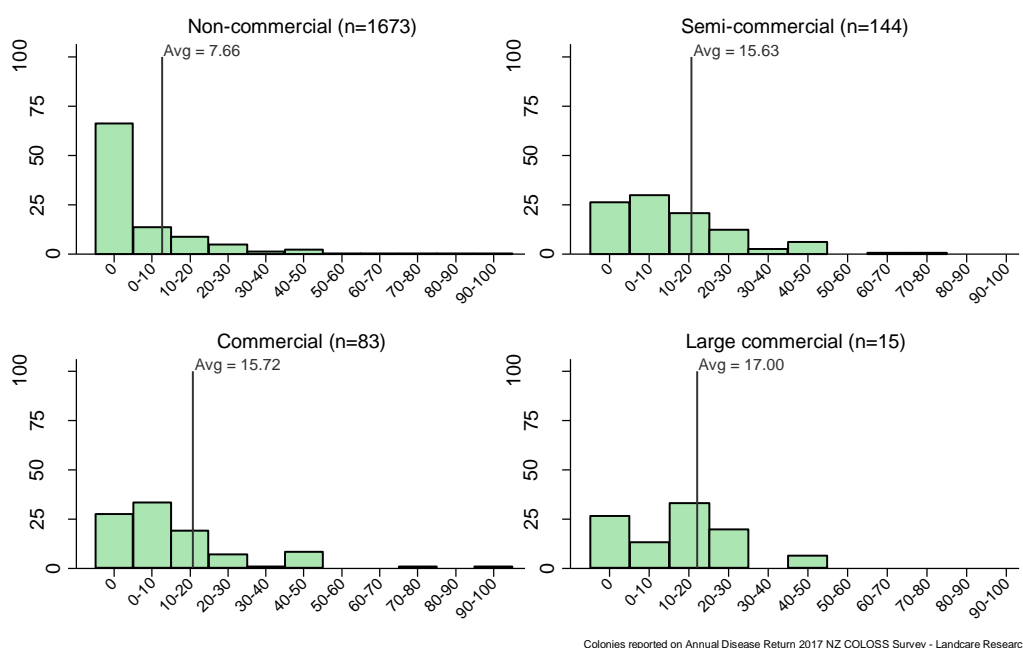 Non-commercial (n=1673)
Avg = 7.66
100
75
50
25
0
0 0-10 10-20 20-30 30-40 40-50 50-60 60-70 70-80 80-90 90-100
Semi-commercial (n=144)
Avg = 15.63
100
75
50
25
0
0 0-10 10-20 20-30 30-40 40-50 50-60 60-70 70-80 80-90 90-100
Commercial (n=83)
Avg = 15.72
100
75
50
25
0
0 0-10 10-20 20-30 30-40 40-50 50-60 60-70 70-80 80-90 90-100
Large commercial (n=15)
Avg = 17.00
100
75
50
25
0
0 0-10 10-20 20-30 30-40 40-50 50-60 60-70 70-80 80-90 90-100
Colonies reported on Annual Disease Return 2017 NZ COLOSS Survey - Landcare Researc